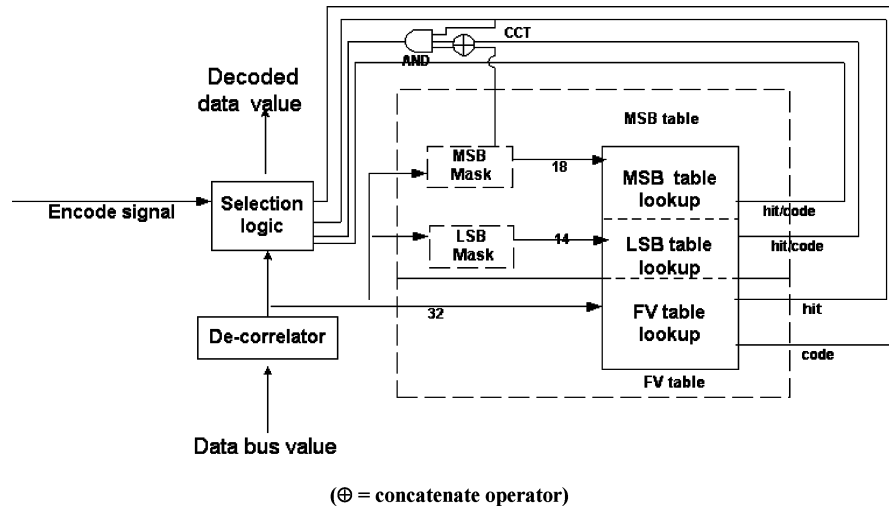 CCT
AND
Decoded
data value
MSB table
MSB
Mask
18
MSB table
lookup
hit/code
Encode signal
Selection
logic
LSB
Mask
14
LSB table
lookup
hit/code
32
FV table
lookup
hit
De-correlator
code
FV table
Data bus value
(⊕ = concatenate operator)